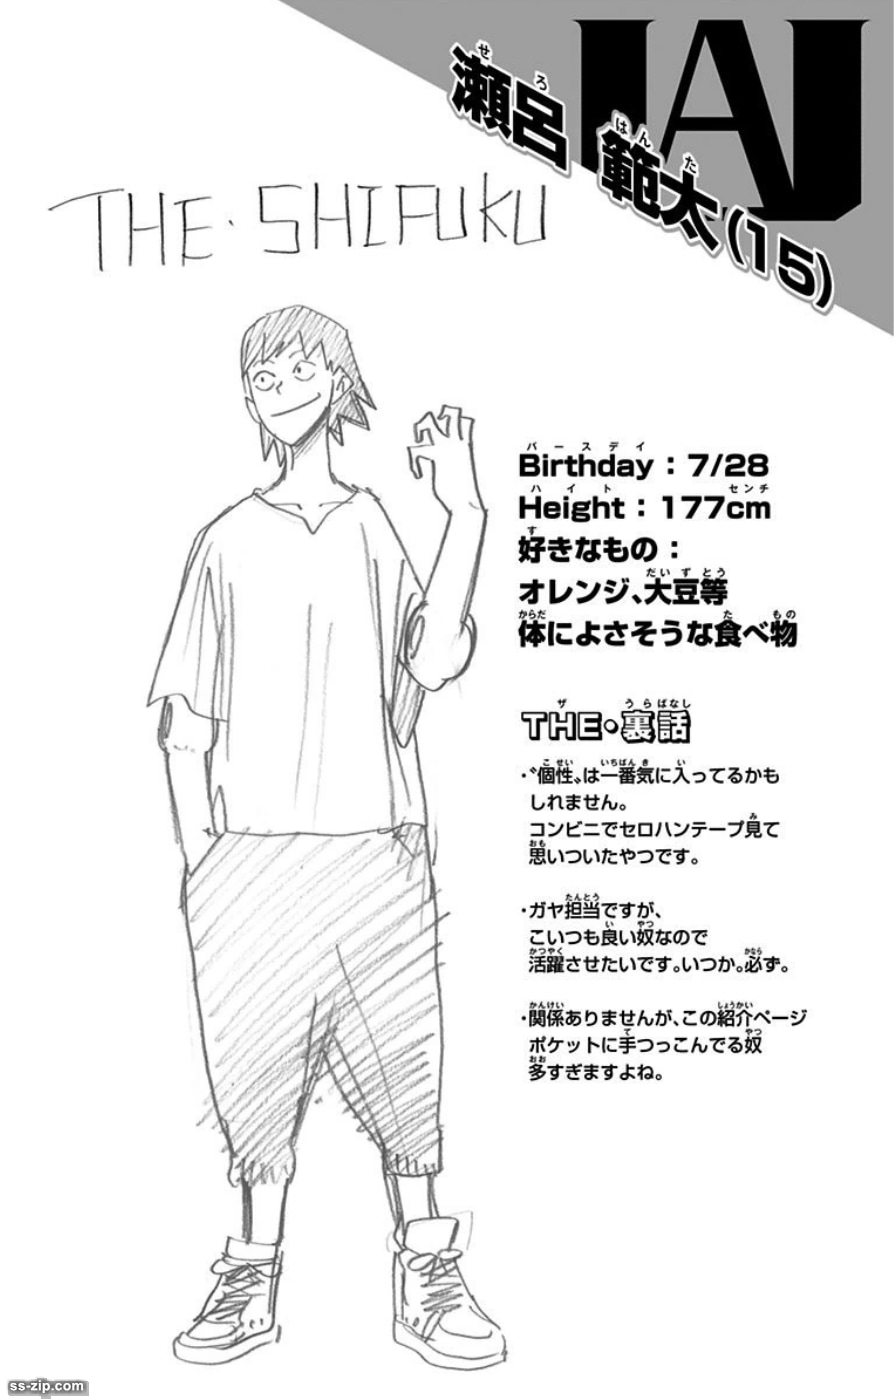 UA
瀬呂 範太(15)
THE・SHIFUKU
Birthday:7/28
Height:177cm
好きなもの:
オレンジ、大豆等
体によさそうな食べ物
THE・裏話
・〝個性〟は一番気に入ってるかも
しれません。
コンビニでセロハンテープ見て
思いついたやつです。
・ガヤ担当ですが、
こいつも良い奴なので
活躍させたいです。いつか。必ず。
・関係ありませんが、この紹介ページ
ポケットに手つっこんでる奴
多すぎますよね。
ss-zip.com